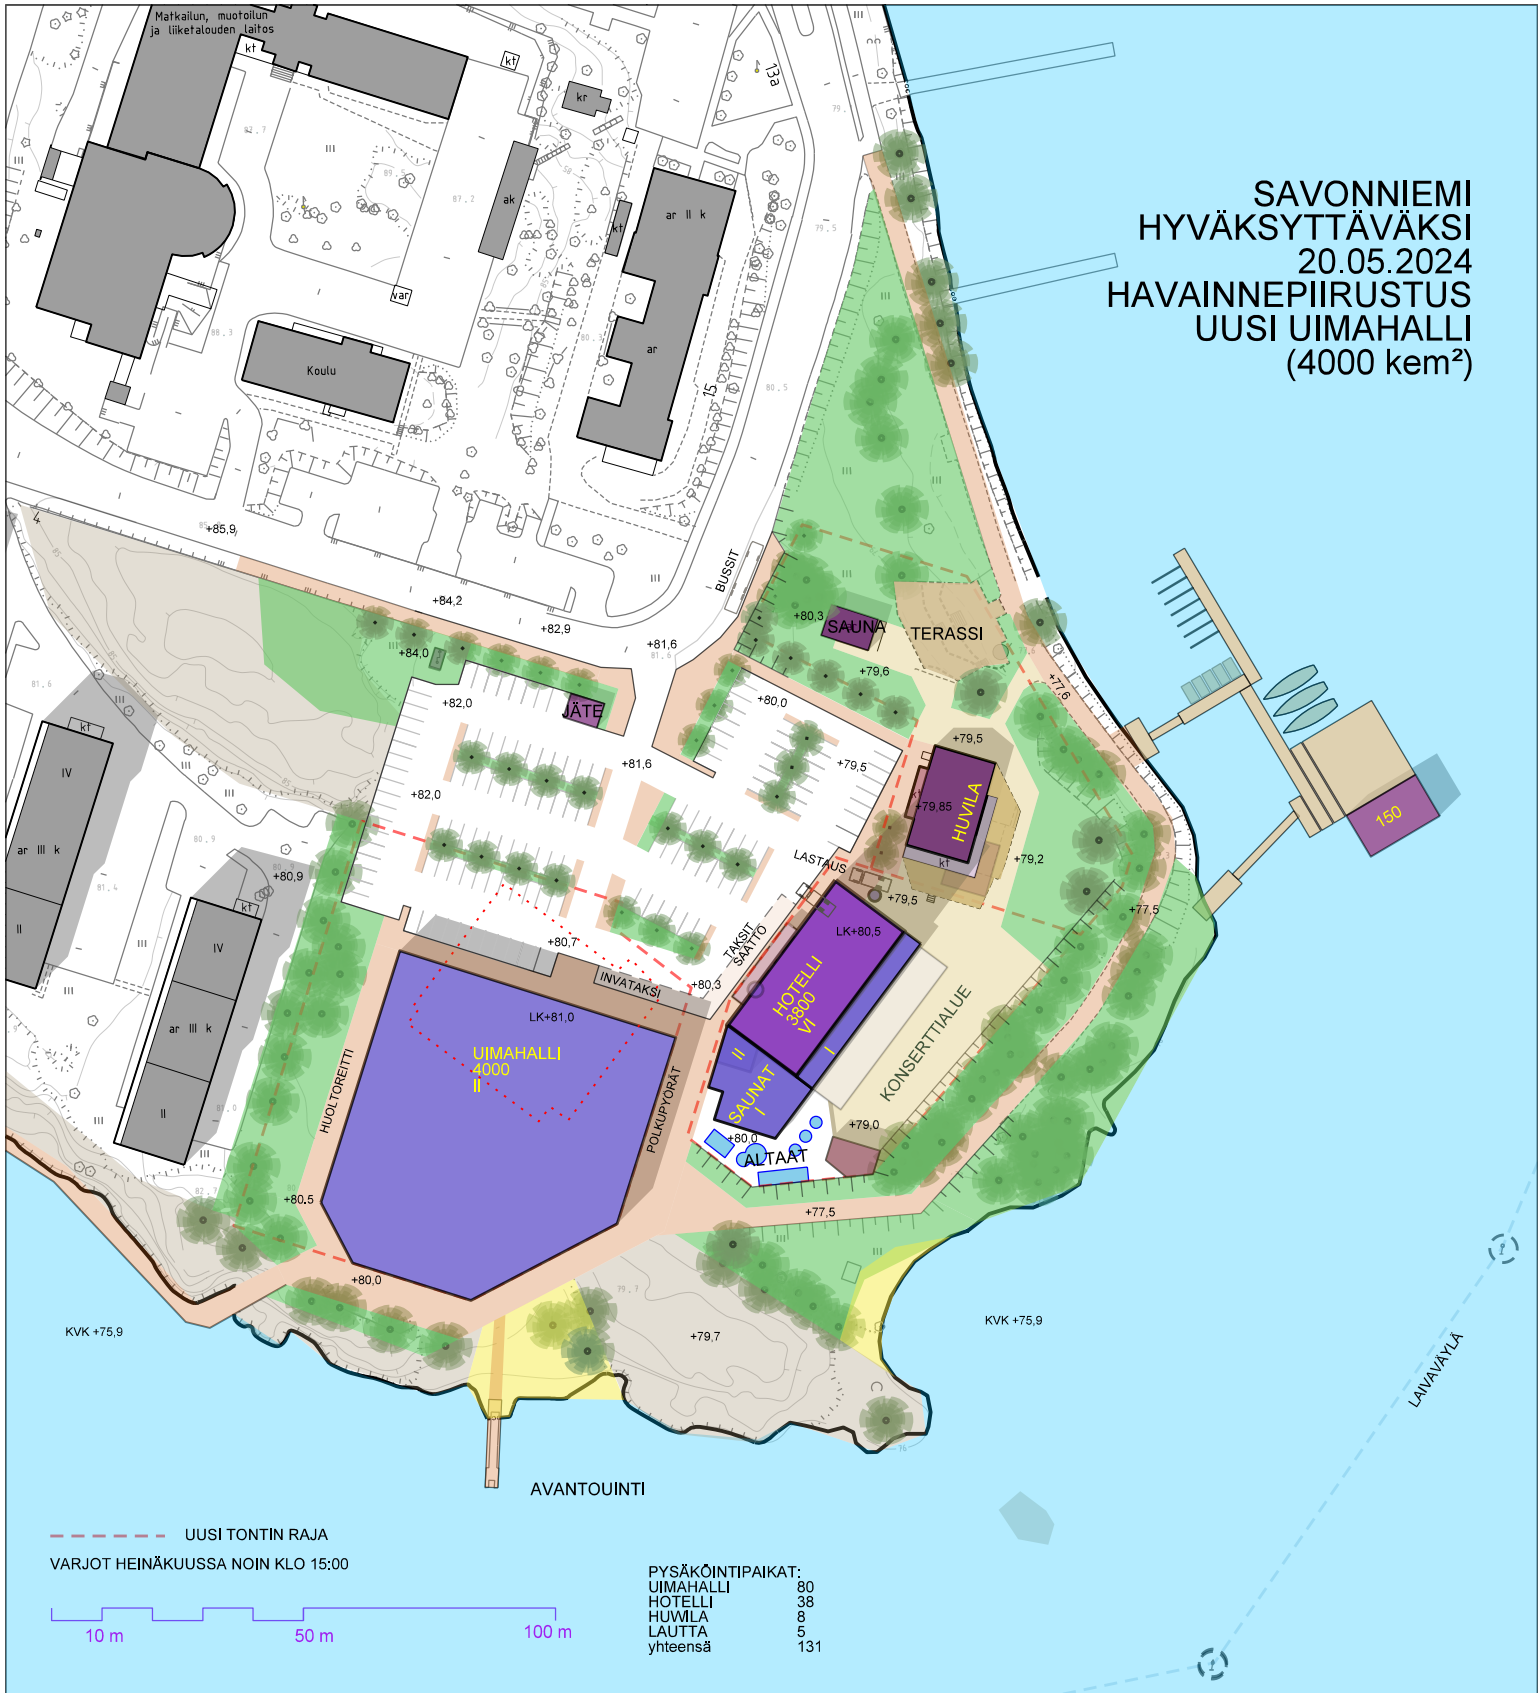 Matkailun, muotoilun
ja liiketalouden laitos
kt
kt
kr
13a
ak
kt
ar II k
var
Koulu
ar
15
SAVONNIEMI
HYVÄKSYTTÄVÄKSI
20.05.2024
HAVAINNEPIIRUSTUS
UUSI UIMAHALLI
(4000 kem²)
4
+85,9
BUSSIT
+84,2
+82,9
+81,6
+84,0
+80,3
SAUNA
TERASSI
+79,6
+77,6
+82,0
JÄTE
+80,0
+79,5
+79,5
+81,6
+82,0
+79,85
HUVILA
kt
kt
+79,2
150
kt
IV
ar III k
II
LASTAUS
+79,5
+80,9
kt
IV
ar III k
II
+77,5
LK+80,5
TAKSIT
SAATTO
+80,7
INVATAKSI
+80,3
HOTELLI
3800
VI
LK+81,0
UIMAHALLI
4000
II
HUOLTOREITTI
POLKUPYÖRÄT
II
I
SAUNAT
I
KONSERTTIALUE
+79,0
+80,0
ALTAAT
+80,5
+77,5
+80,0
+79,7
KVK +75,9
KVK +75,9
LAIVAVÄYLÄ
AVANTOUINTI
UUSI TONTIN RAJA
VARJOT HEINÄKUUSSA NOIN KLO 15:00
10 m
50 m
100 m
PYSÄKÖINTIPAIKAT:
UIMAHALLI 80
HOTELLI 38
HUWILA 8
LAUTTA 5
yhteensä 131